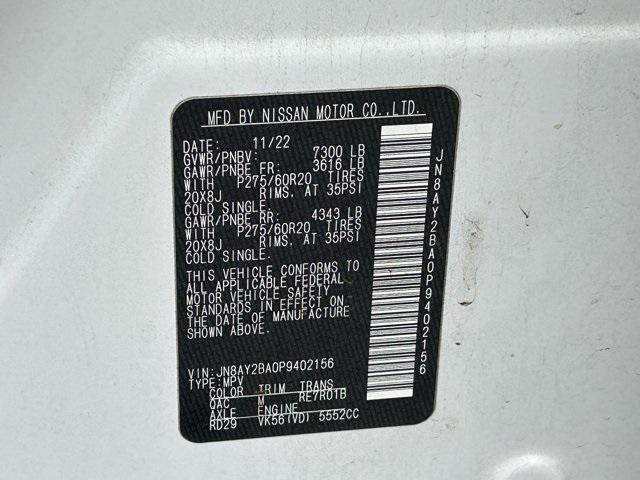 MFD BY NISSAN MOTOR CO.,LTD.
DATE: 11/22
GVWR/PNBV: 7300 LB
GAWR/PNBE FR: 3616 LB
WITH P275/60R20 TIRES
20X8J RIMS, AT 35PSI
COLD SINGLE.
GAWR/PNBE RR: 4343 LB
WITH P275/60R20 TIRES
20X8J RIMS, AT 35PSI
COLD SINGLE.
THIS VEHICLE CONFORMS TO
ALL APPLICABLE FEDERAL
MOTOR VEHICLE SAFETY
STANDARDS IN EFFECT ON
THE DATE OF MANUFACTURE
SHOWN ABOVE.
VIN: JN8AY2BA0P9402156
TYPE: MPV
COLOR TRIM TRANS
QAC M RE7R01B
AXLE ENGINE
RD29 VK56(VD) 5552CC
JN8AY2BA0P9402156